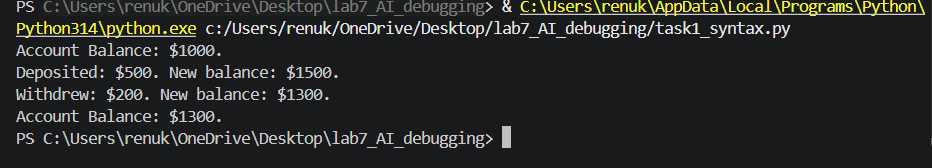 PS C:\Users\renuk\OneDrive\Desktop\lab7_AI_debugging> & C:\Users\renuk\AppData\Local\Programs\Python\
Python314\python.exe c:/Users/renuk/OneDrive/Desktop/lab7_AI_debugging/task1_syntax.py
Account Balance: $1000.
Deposited: $500. New balance: $1500.
Withdrew: $200. New balance: $1300.
Account Balance: $1300.
PS C:\Users\renuk\OneDrive\Desktop\lab7_AI_debugging>